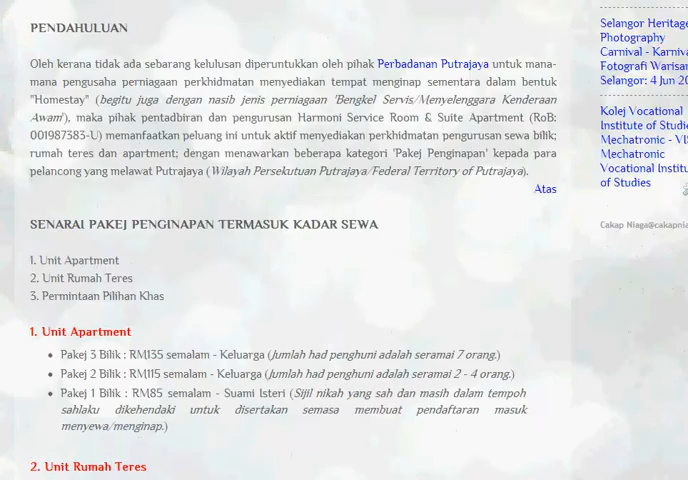 PENDAHULUAN
Oleh kerana tidak ada sebarang kelulusan diperuntukkan oleh pihak Perbadanan Putrajaya untuk mana-
mana pengusaha perniagaan perkhidmatan menyediakan tempat menginap sementara dalam bentuk
"Homestay" (begitu juga dengan nasib jenis perniagaan 'Bengkel Servis/Menyelenggara Kenderaan
Awam'), maka pihak pentadbiran dan pengurusan Harmoni Service Room & Suite Apartment (RoB:
001987583-U) memanfaatkan peluang ini untuk aktif menyediakan perkhidmatan pengurusan sewa bilik;
rumah teres dan apartment; dengan menawarkan beberapa kategori 'Pakej Penginapan' kepada para
pelancong yang melawat Putrajaya (Wilayah Persekutuan Putrajaya/Federal Territory of Putrajaya).
Atas
SENARAI PAKEJ PENGINAPAN TERMASUK KADAR SEWA
1. Unit Apartment
2. Unit Rumah Teres
3. Permintaan Pilihan Khas
1. Unit Apartment
Pakej 3 Bilik : RM135 semalam - Keluarga (Jumlah had penghuni adalah seramai 7 orang.)
Pakej 2 Bilik : RM115 semalam - Keluarga (Jumlah had penghuni adalah seramai 2 - 4 orang.)
Pakej 1 Bilik : RM85 semalam - Suami Isteri (Sijil nikah yang sah dan masih dalam tempoh
sahlaku dikehendaki untuk disertakan semasa membuat pendaftaran masuk
menyewa/menginap.)
2. Unit Rumah Teres
Selangor Heritage
Photography
Carnival - Karniva
Fotografi Warisan
Selangor: 4 Jun 20
Kolej Vocational
Institute of Studie
Mechatronic - VIS
Mechatronic
Vocational Institu
of Studies
Cakap Niaga@cakapnia